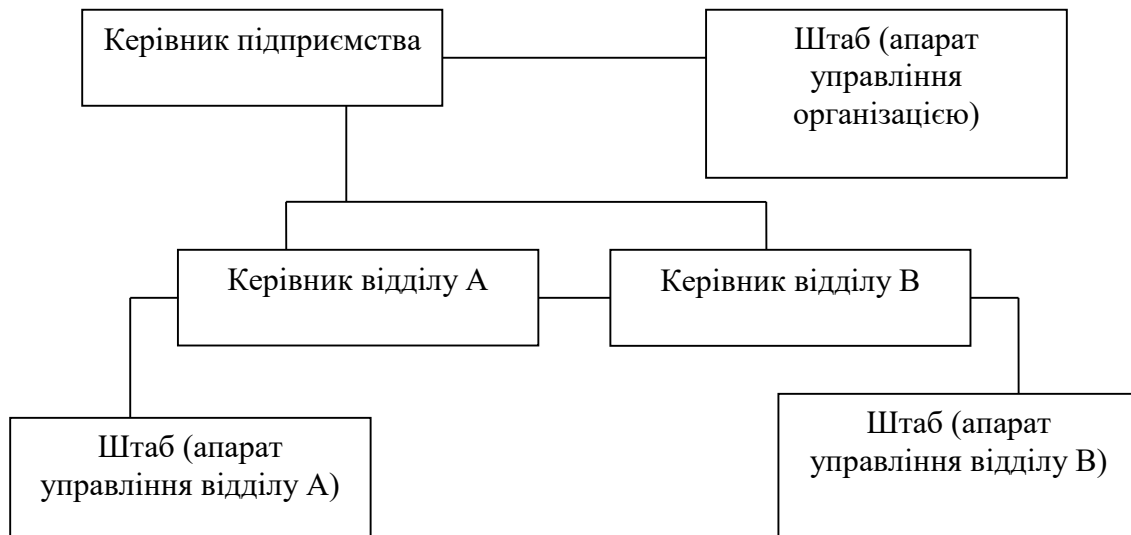 Керівник підприємства
Штаб (апарат
управління
організацією)
Керівник відділу А
Керівник відділу В
Штаб (апарат
управління відділу А)
Штаб (апарат
управління відділу В)